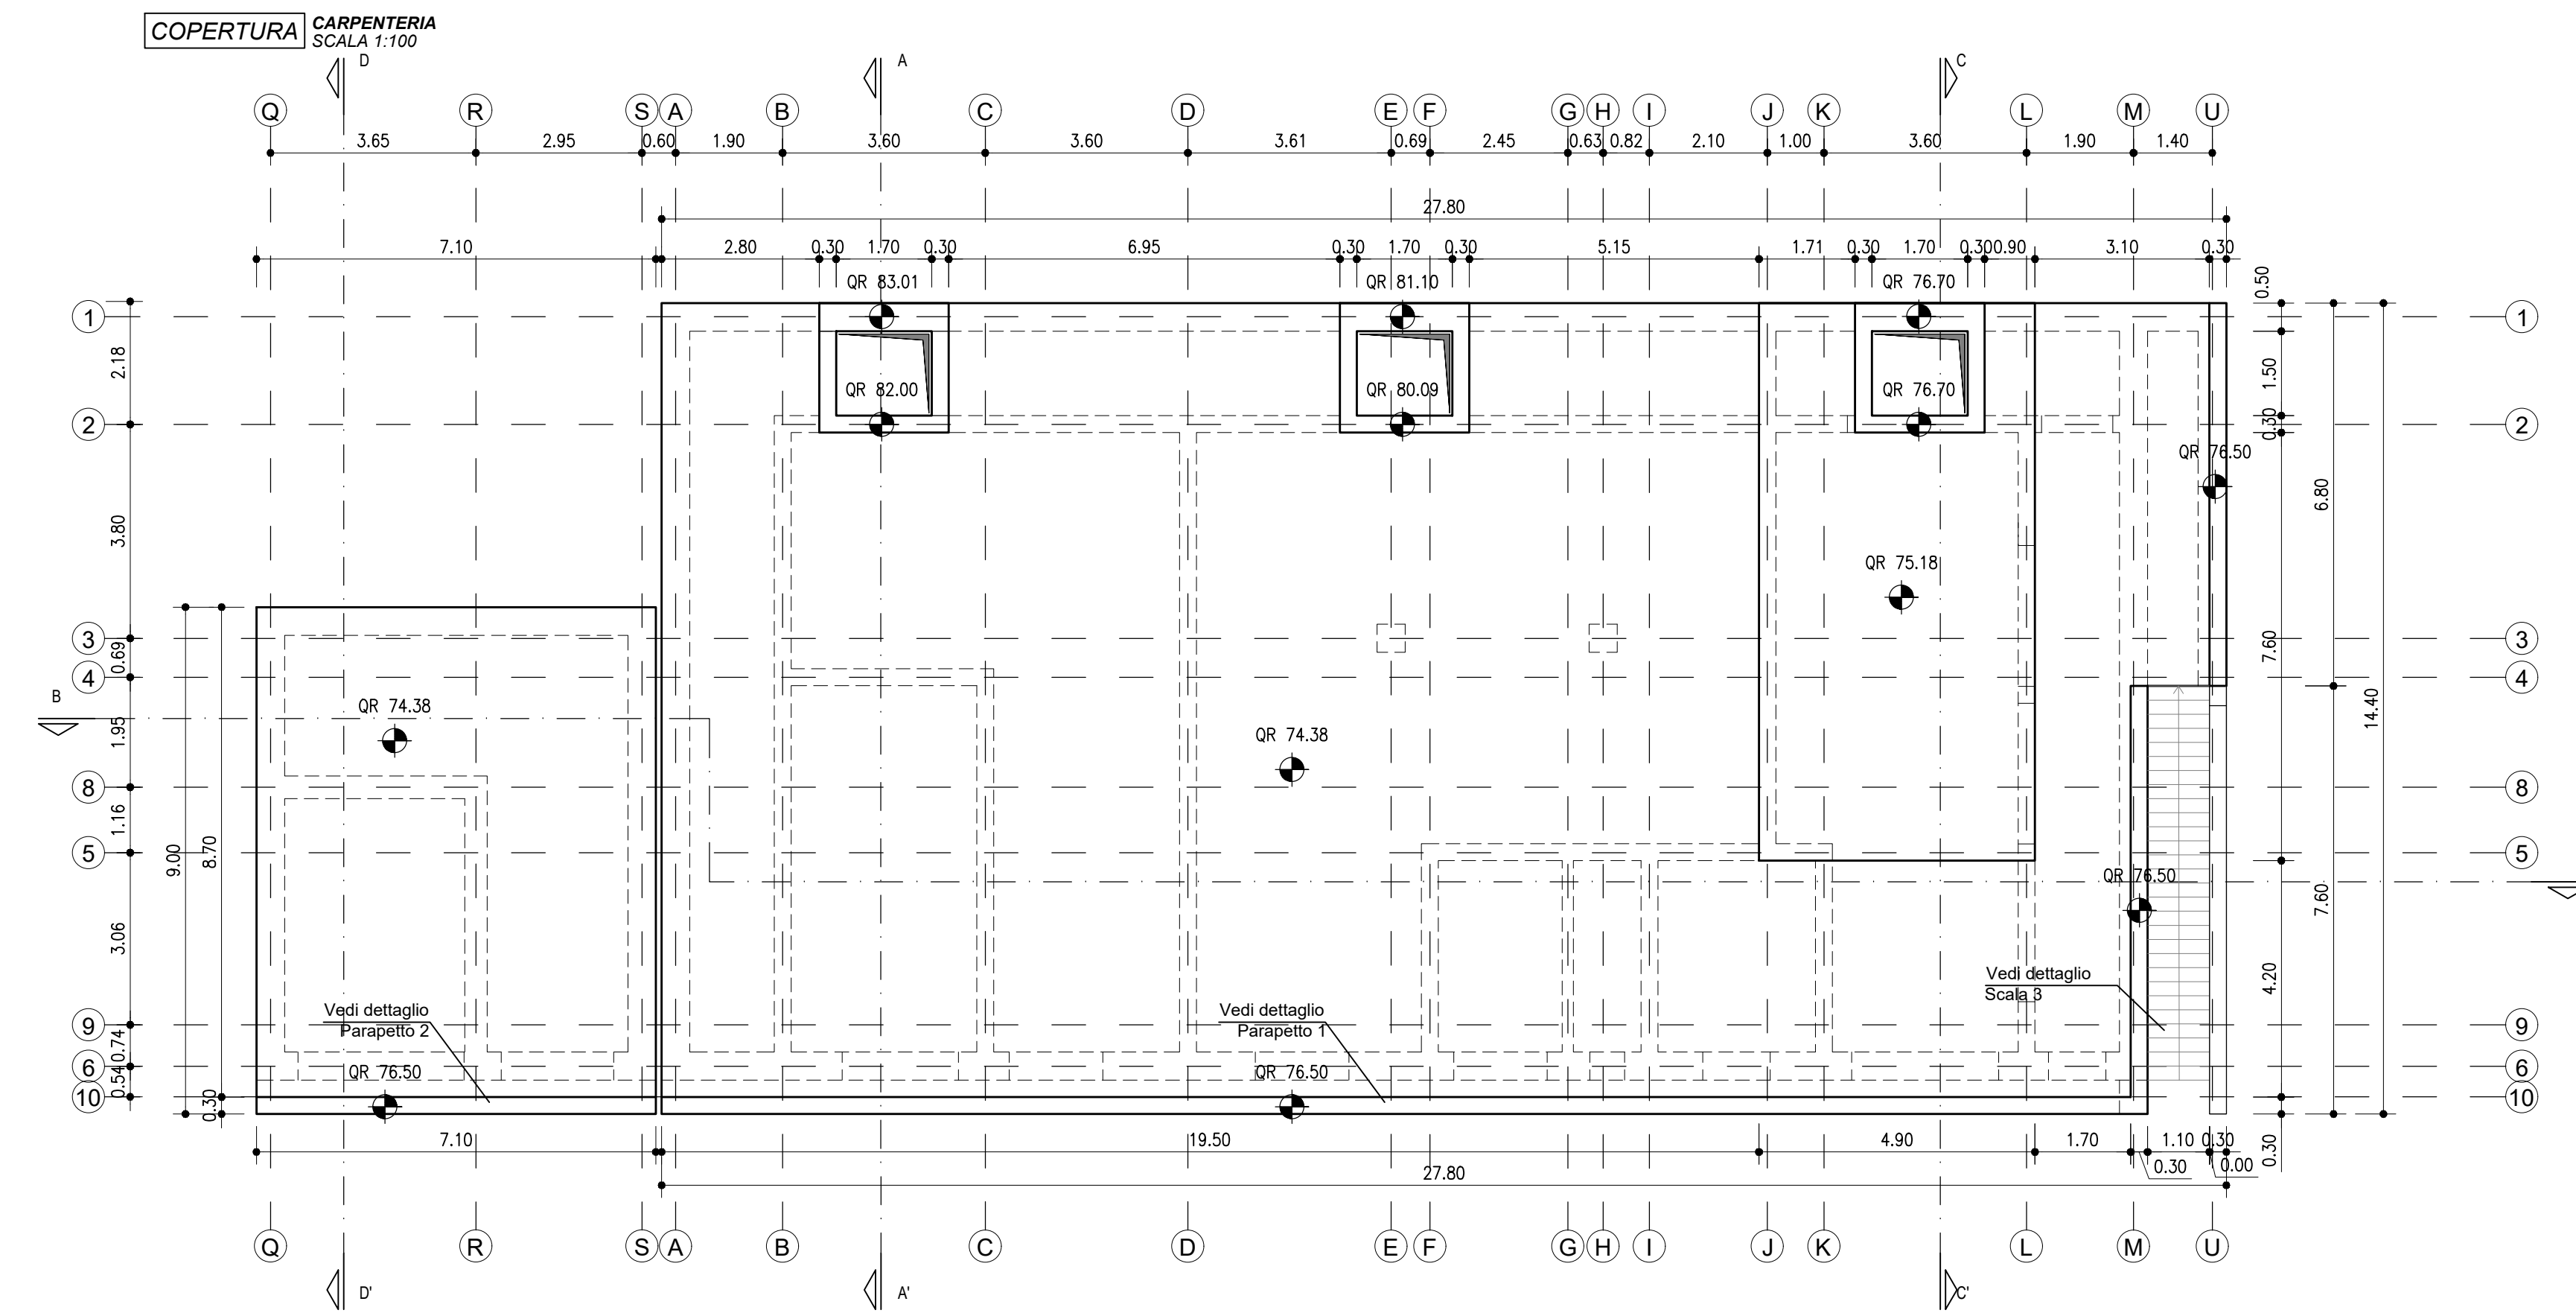 COPERTURA CARPENTERIA
SCALA 1:100
D A C
Q R S A B C D E F G H I J K L M U
3.65 2.95 0.60 1.90 3.60 3.60 3.61 0.69 2.45 0.63 0.82 2.10 1.00 3.60 1.90 1.40
27.80
7.10 2.80 0.30 1.70 0.30 6.95 0.30 1.70 0.30 5.15 1.71 0.30 1.70 0.30 0.90 3.10 0.30
QR 83.01 QR 81.10 QR 76.70 0.50
1 1
2.18 1.50
QR 82.00 QR 80.09 QR 76.70
2 0.30 2
QR 76.50
6.80
3.80
QR 75.18
3 3
0.69 7.60
4 4
B
QR 74.38 14.40
1.95 QR 74.38
8 8
1.16
5 9.00 8.70 5
QR 76.50
7.60
3.06
Vedi dettaglio
Scala 3
4.20
Vedi dettaglio
Parapetto 2
Vedi dettaglio
Parapetto 1
9 9
0.74
6 6
0.54 QR 76.50 QR 76.50
10 0.30 10
7.10 19.50 4.90 1.70 1.10 0.30 0.30
0.30 0.00
27.80
Q R S A B C D E F G H I J K L M U
D' A' C'